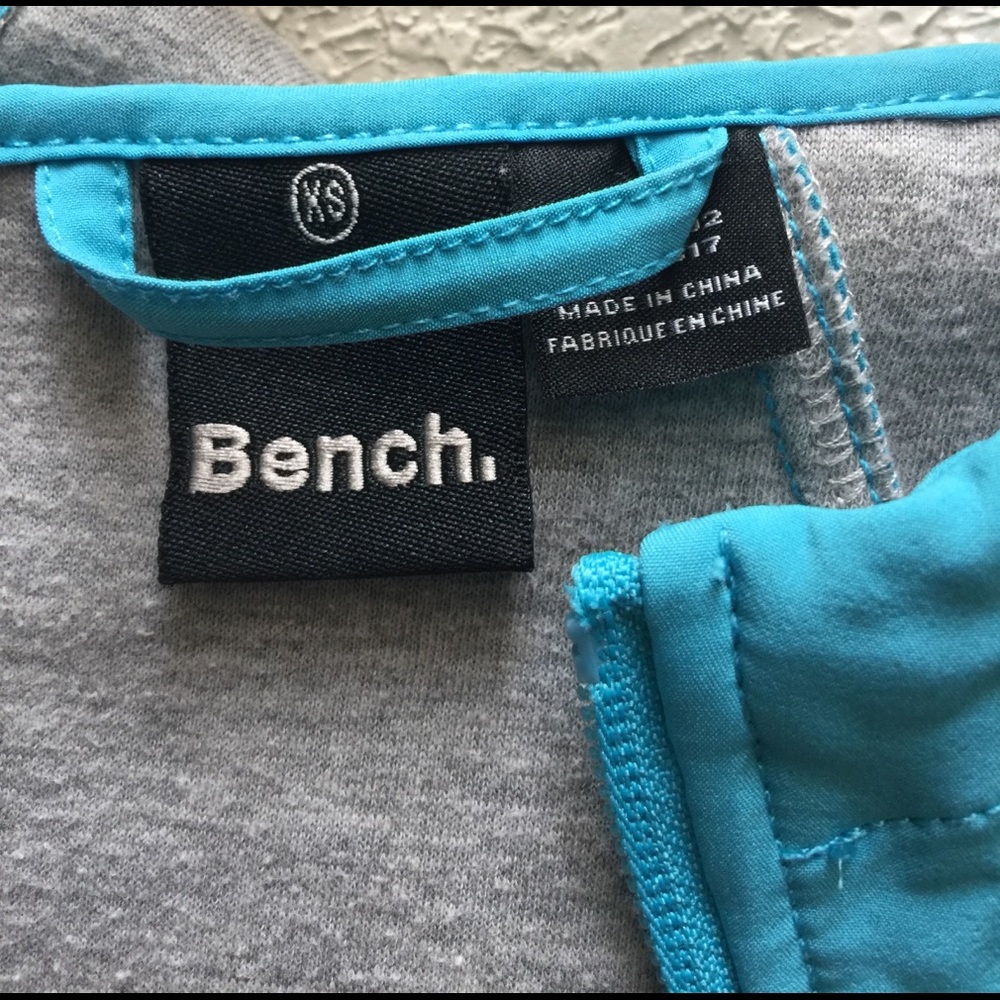 XS
MADE IN CHINA
FABRIQUE EN CHINE
Bench.